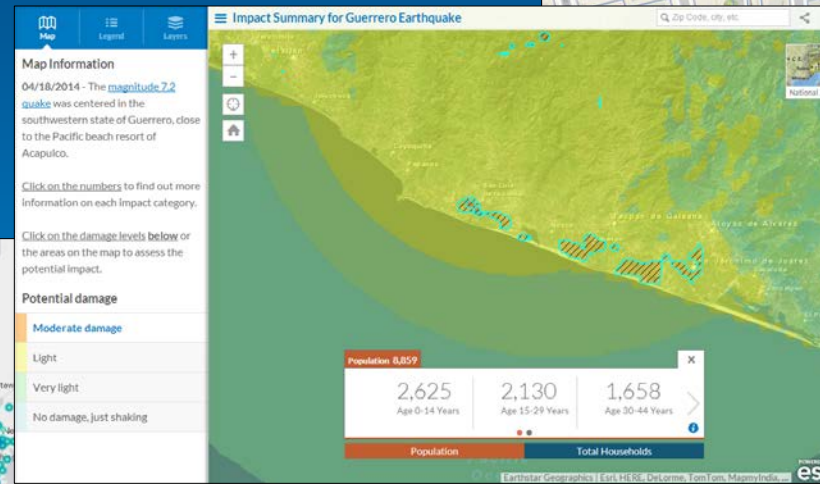 Map
Legend
Layers
Impact Summary for Guerrero Earthquake
Zip Code, city, etc.
Map Information
04/18/2014 - The magnitude 7.2
quake was centered in the
southwestern state of Guerrero, close
to the Pacific beach resort of
Acapulco.
Click on the numbers to find out more
information on each impact category.
Click on the damage levels below or
the areas on the map to assess the
potential impact.
Potential damage
Moderate damage
Light
Very light
No damage, just shaking
+
−
National
Population 8,859
×
2,625
Age 0-14 Years
2,130
Age 15-29 Years
1,658
Age 30-44 Years
Population
Total Households
Earthstar Geographics | Esri, HERE, DeLorme, TomTom, MapmyIndia, ...
es